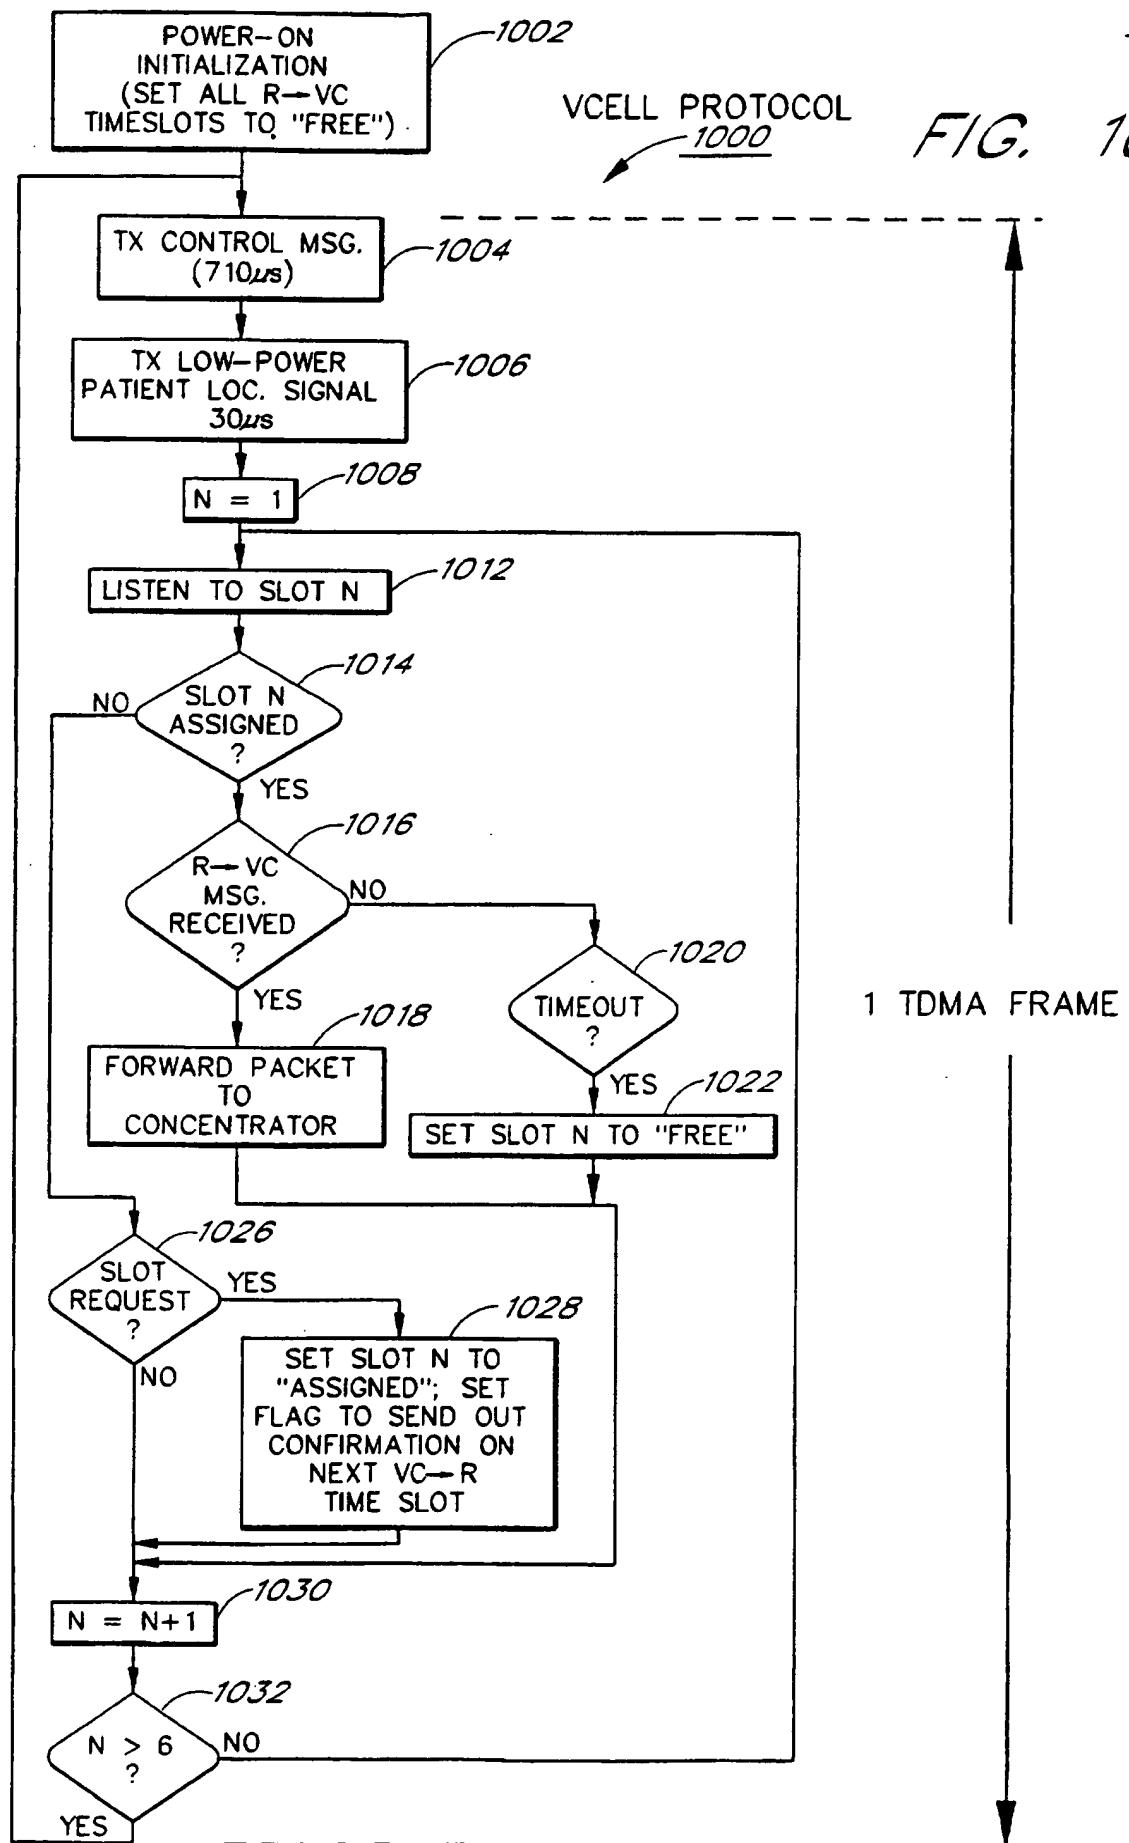 POWER-ON
INITIALIZATION
(SET ALL R→VC
TIMESLOTS TO "FREE")
1002
VCELL PROTOCOL
1000
FIG. 10
TX CONTROL MSG.
(710μs)
1004
TX LOW-POWER
PATIENT LOC. SIGNAL
30μs
1006
N = 1
1008
LISTEN TO SLOT N
1012
SLOT N
ASSIGNED
?
1014
NO
YES
R→VC
MSG.
RECEIVED
?
1016
NO
YES
TIMEOUT
?
1020
YES
1 TDMA FRAME
FORWARD PACKET
TO
CONCENTRATOR
1018
SET SLOT N TO "FREE"
1022
SLOT
REQUEST
?
1026
YES
NO
SET SLOT N TO
"ASSIGNED"; SET
FLAG TO SEND OUT
CONFIRMATION ON
NEXT VC→R
TIME SLOT
1028
N = N+1
1030
N > 6
?
1032
NO
YES